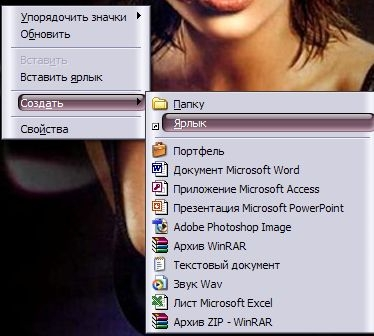 Упорядочить значки
Обновить
Вставить
Вставить ярлык
Создать
Свойства
Папку
Ярлык
Портфель
Документ Microsoft Word
Приложение Microsoft Access
Презентация Microsoft PowerPoint
Adobe Photoshop Image
Архив WinRAR
Текстовый документ
Звук Wav
Лист Microsoft Excel
Архив ZIP - WinRAR